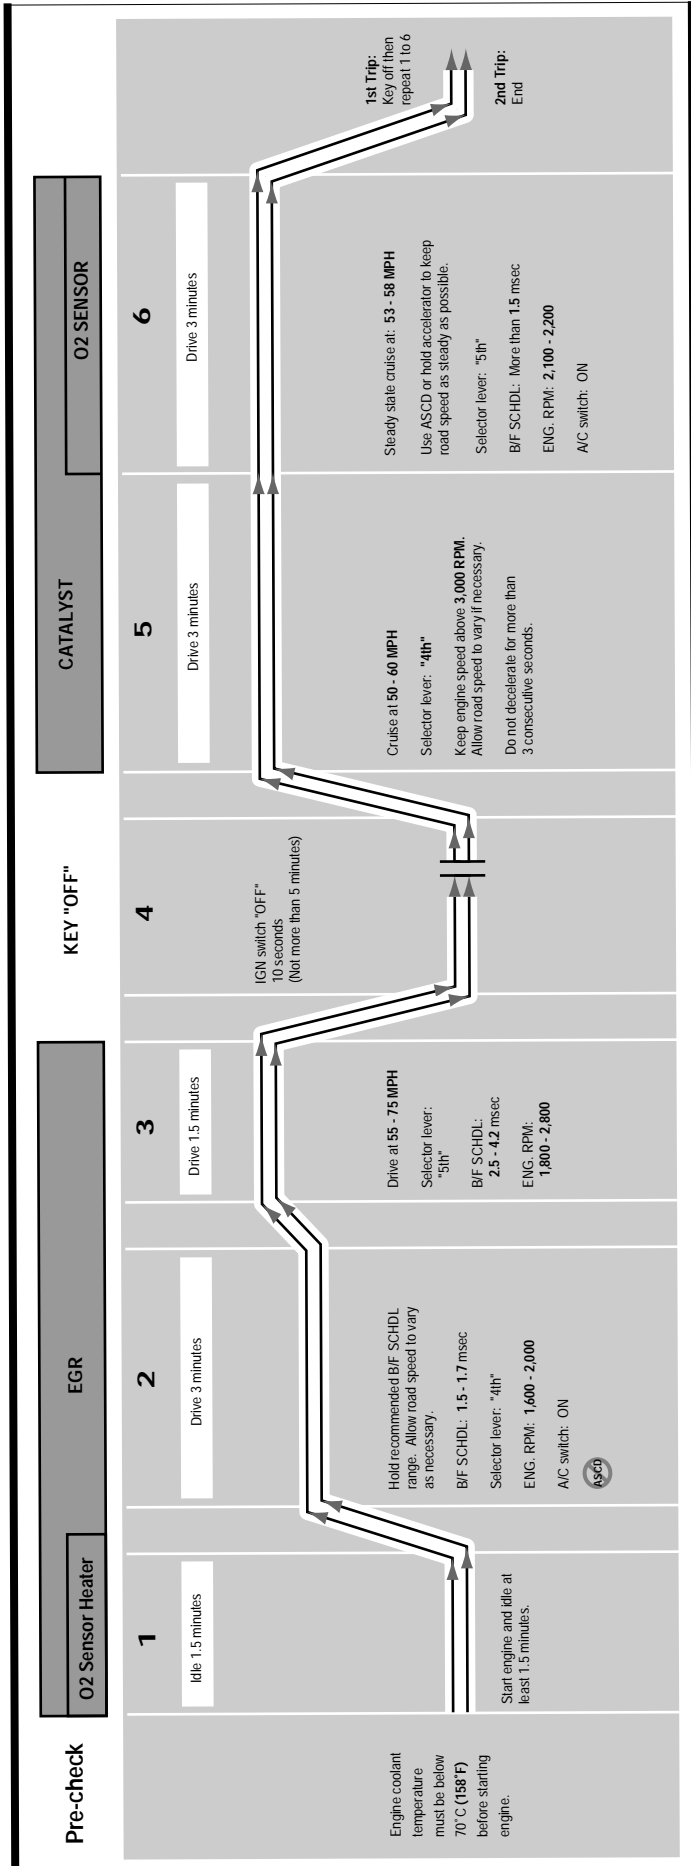 Pre-check
O2 Sensor Heater
EGR
KEY "OFF"
CATALYST
O2 SENSOR
Engine coolant
temperature
must be below
70˚C (158˚F)
before starting
engine.
1
Idle 1.5 minutes
Start engine and idle at
least 1.5 minutes.
2
Drive 3 minutes
Hold recommended B/F SCHDL
range. Allow road speed to vary
as necessary.
B/F SCHDL: 1.5 - 1.7 msec
Selector lever: "4th"
ENG. RPM: 1,600 - 2,000
A/C switch: ON
ASCD
3
Drive 1.5 minutes
Drive at 55 - 75 MPH
Selector lever:
"5th"
B/F SCHDL:
2.5 - 4.2 msec
ENG. RPM:
1,800 - 2,800
4
IGN switch "OFF"
10 seconds
(Not more than 5 minutes)
5
Drive 3 minutes
Cruise at 50 - 60 MPH
Selector lever: "4th"
Keep engine speed above 3,000 RPM.
Allow road speed to vary if necessary.
Do not decelerate for more than
3 consecutive seconds.
6
Drive 3 minutes
Steady state cruise at: 53 - 58 MPH
Use ASCD or hold accelerator to keep
road speed as steady as possible.
Selector lever: "5th"
B/F SCHDL: More than 1.5 msec
ENG. RPM: 2,100 - 2,200
A/C switch: ON
1st Trip:
Key off then
repeat 1 to 6
2nd Trip:
End